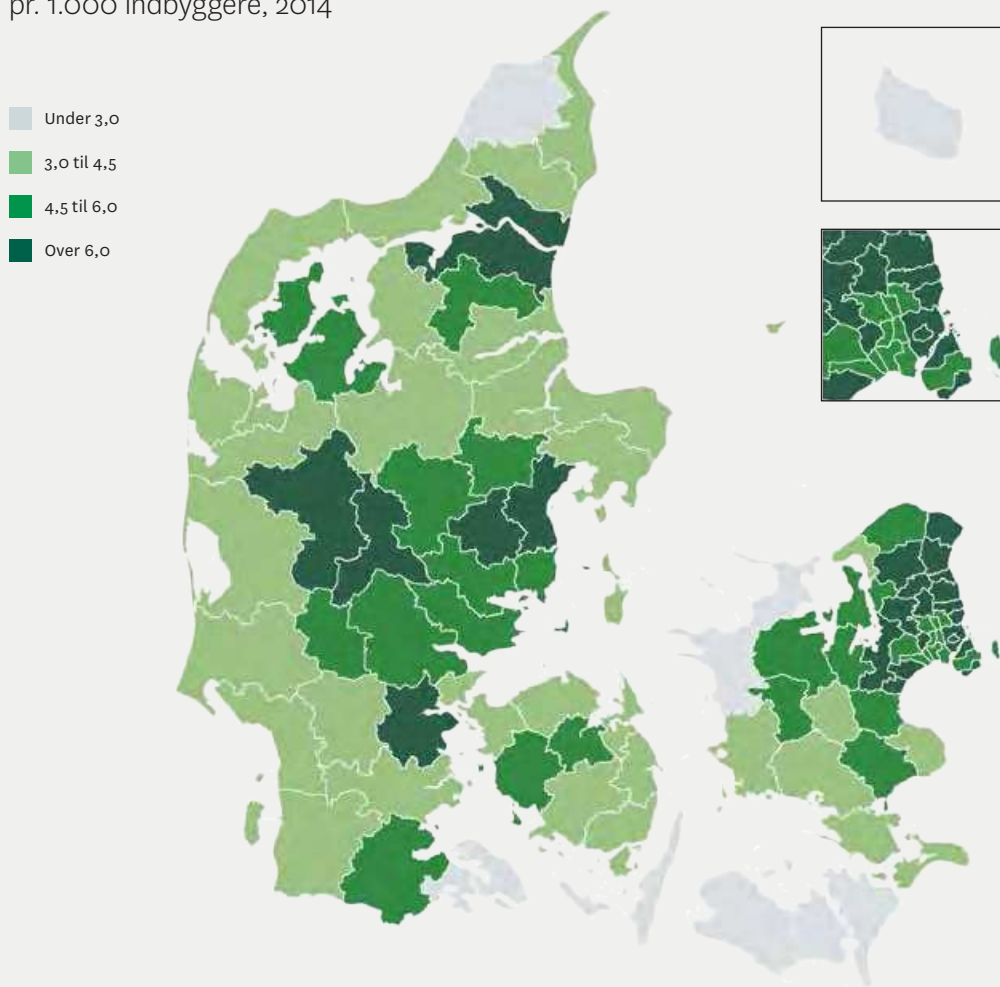 pr. 1.000 indbyggere, 2014
Under 3,0
3,0 til 4,5
4,5 til 6,0
Over 6,0